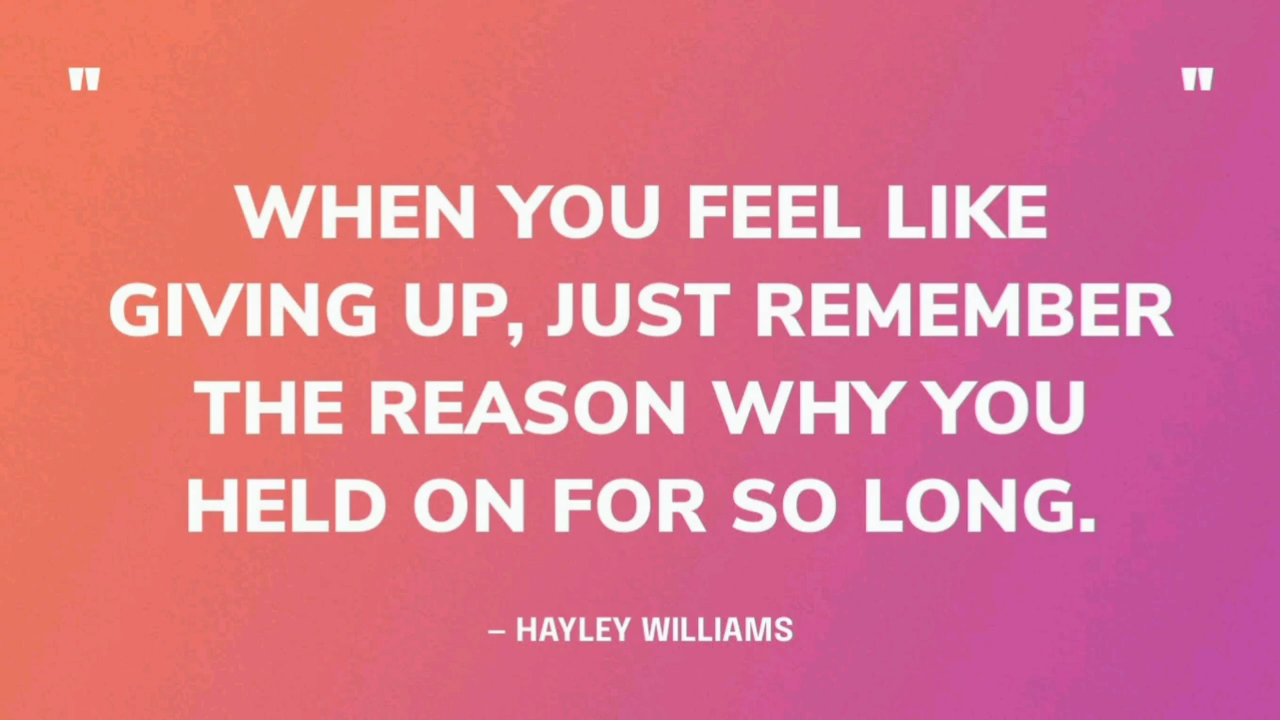 " "
WHEN YOU FEEL LIKE
GIVING UP, JUST REMEMBER
THE REASON WHY YOU
HELD ON FOR SO LONG.
– HAYLEY WILLIAMS